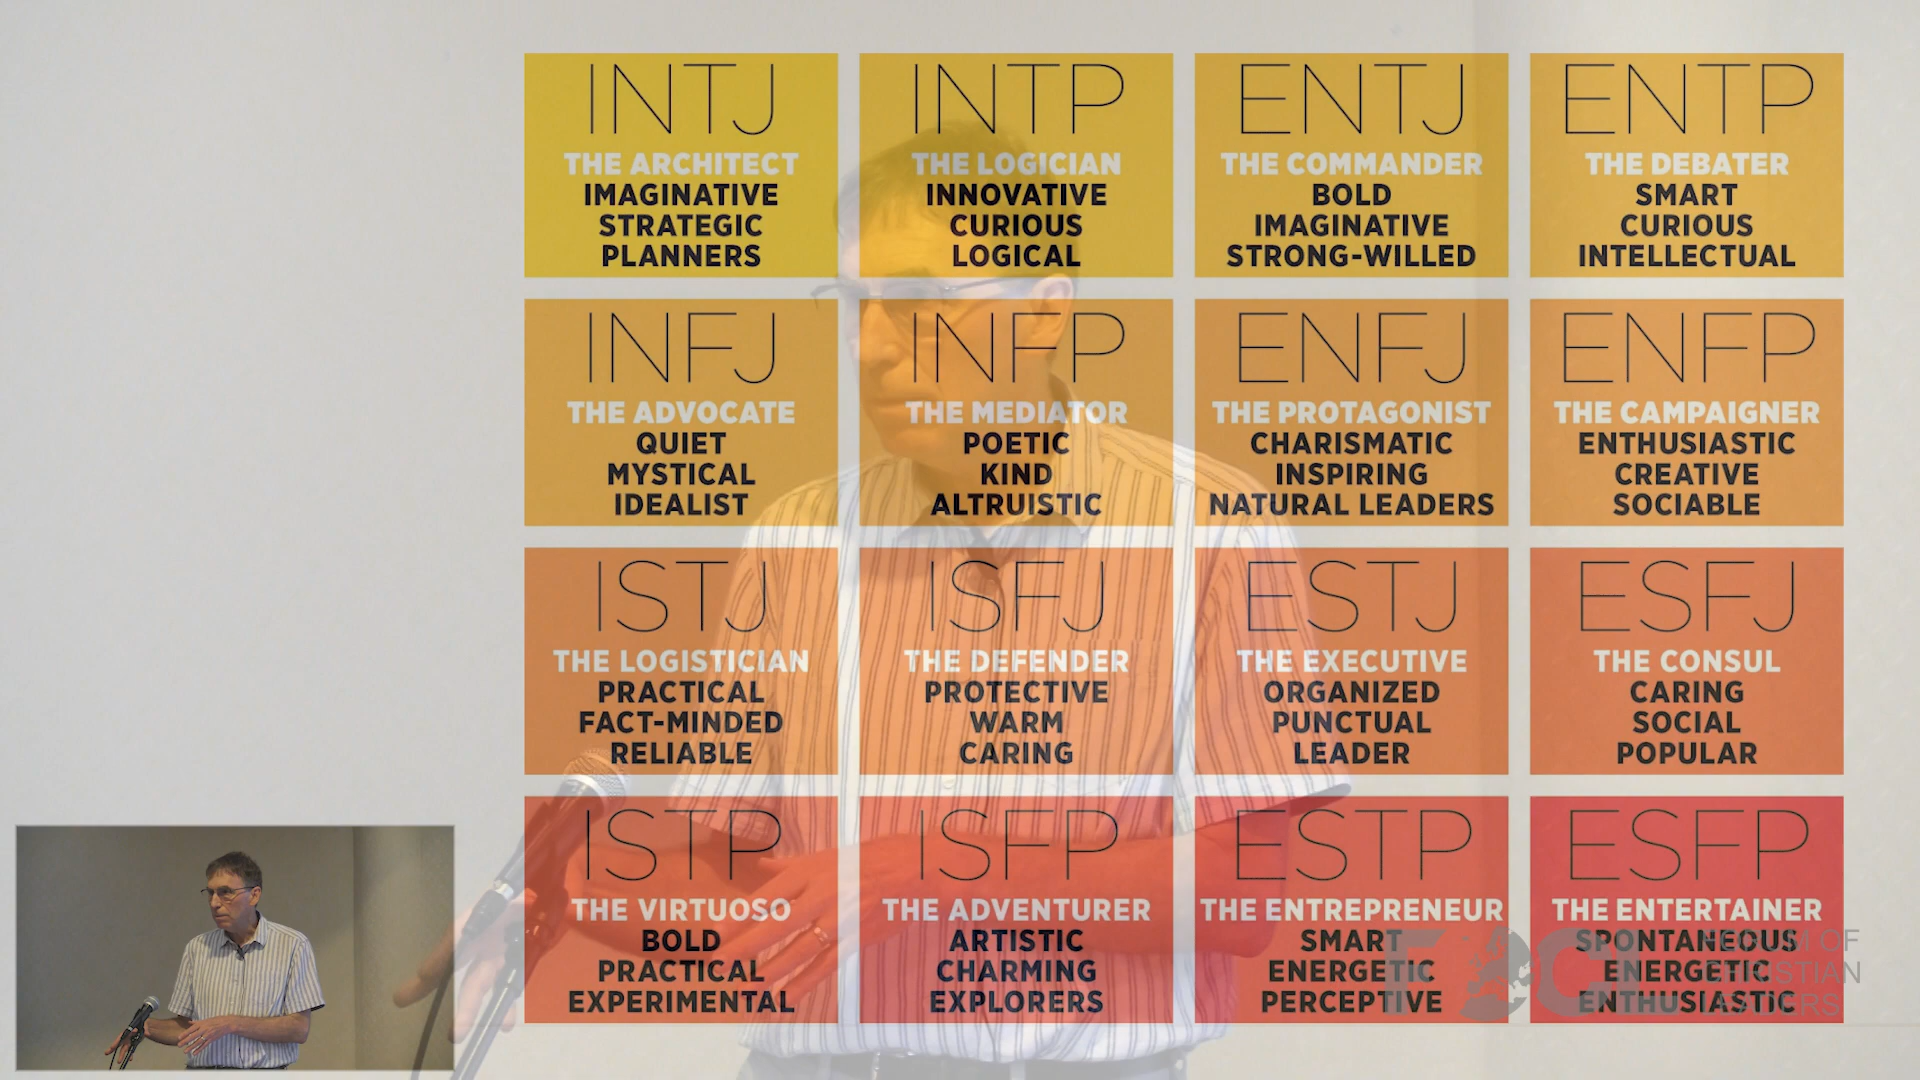 INTJ
THE ARCHITECT
IMAGINATIVE
STRATEGIC
PLANNERS
INTP
THE LOGICIAN
INNOVATIVE
CURIOUS
LOGICAL
ENTJ
THE COMMANDER
BOLD
IMAGINATIVE
STRONG-WILLED
ENTP
THE DEBATER
SMART
CURIOUS
INTELLECTUAL
INFJ
THE ADVOCATE
QUIET
MYSTICAL
IDEALIST
INFP
THE MEDIATOR
POETIC
KIND
ALTRUISTIC
ENFJ
THE PROTAGONIST
CHARISMATIC
INSPIRING
NATURAL LEADERS
ENFP
THE CAMPAIGNER
ENTHUSIASTIC
CREATIVE
SOCIABLE
ISTJ
THE LOGISTICIAN
PRACTICAL
FACT-MINDED
RELIABLE
ISFJ
THE DEFENDER
PROTECTIVE
WARM
CARING
ESTJ
THE EXECUTIVE
ORGANIZED
PUNCTUAL
LEADER
ESFJ
THE CONSUL
CARING
SOCIAL
POPULAR
ISTP
THE VIRTUOSO
BOLD
PRACTICAL
EXPERIMENTAL
ISFP
THE ADVENTURER
ARTISTIC
CHARMING
EXPLORERS
ESTP
THE ENTREPRENEUR
SMART
ENERGETIC
PERCEPTIVE
ESFP
THE ENTERTAINER
SPONTANEOUS
ENERGETIC
ENTHUSIASTIC
FORUM OF
CHRISTIAN
LEADERS